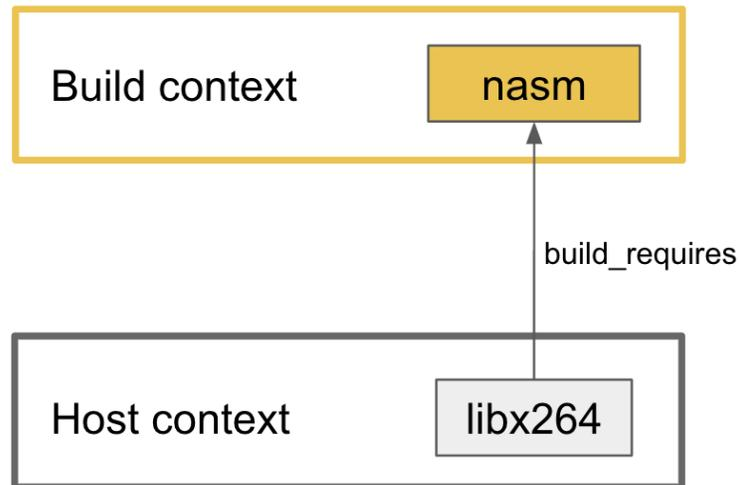 Build context
nasm
build_requires
Host context
libx264